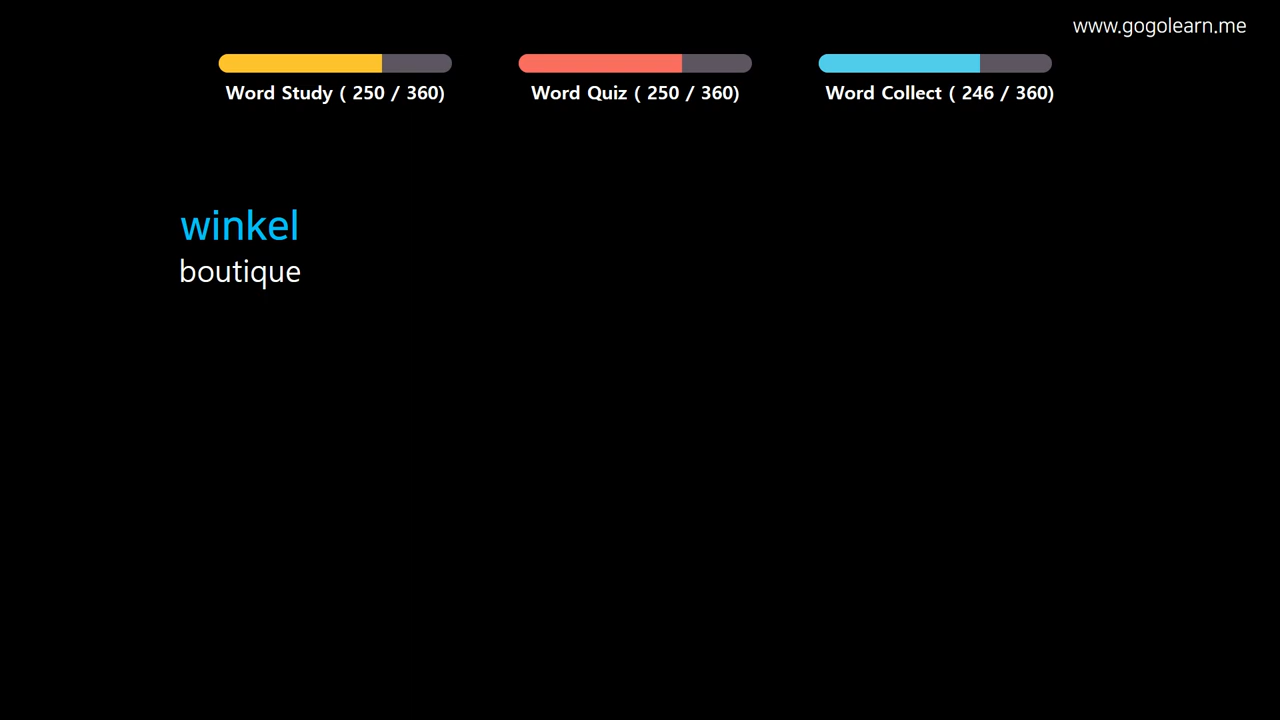 www.gogolearn.me
Word Study ( 250 / 360)
Word Quiz ( 250 / 360)
Word Collect ( 246 / 360)
winkel
boutique